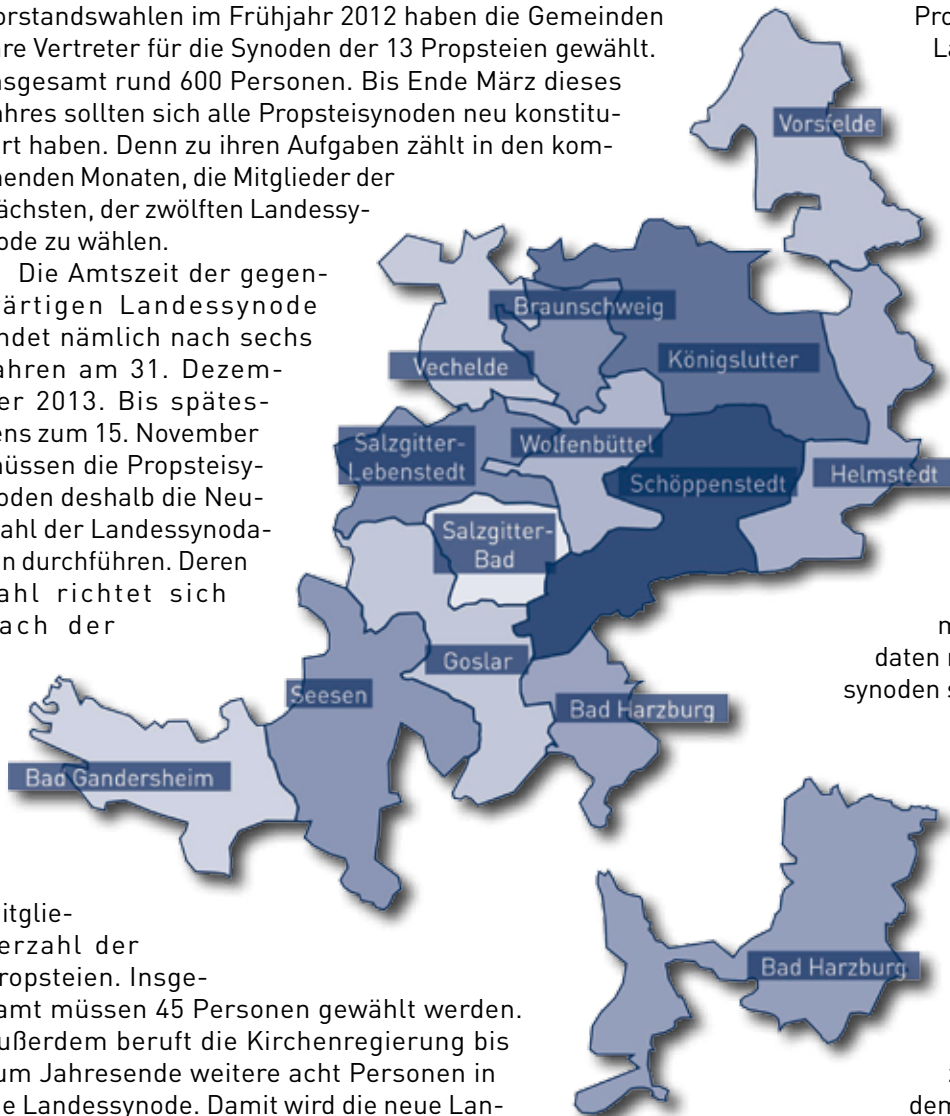 orstandswahlen im Frühjahr 2012 haben die Gemeinden
re Vertreter für die Synoden der 13 Propsteien gewählt.
sgesamt rund 600 Personen. Bis Ende März dieses
hres sollten sich alle Propsteisynoden neu konstitu-
rt haben. Denn zu ihren Aufgaben zählt in den kom-
enden Monaten, die Mitglieder der
ächsten, der zwölften Landessy-
ode zu wählen.
Die Amtszeit der gegen-
ärtigen Landessynode
ndet nämlich nach sechs
ahren am 31. Dezem-
er 2013. Bis spätes-
ens zum 15. November
üssen die Propsteisy-
oden deshalb die Neu-
ahl der Landessynoda-
n durchführen. Deren
ahl richtet sich
ach der
itglie-
erzahl der
ropsteien. Insge-
amt müssen 45 Personen gewählt werden.
ußerdem beruft die Kirchenregierung bis
um Jahresende weitere acht Personen in
e Landessynode. Damit wird die neue Lan-
Pro
La
Vorsfelde
Braunschweig
Königslutter
Vechelde
Salzgitter-
Lebenstedt
Wolfenbüttel
Schöppenstedt
Helmstedt
Salzgitter-
Bad
Goslar
Seesen
Bad Harzburg
Bad Gandersheim
Bad Harzburg
m
daten
synoden s
dem